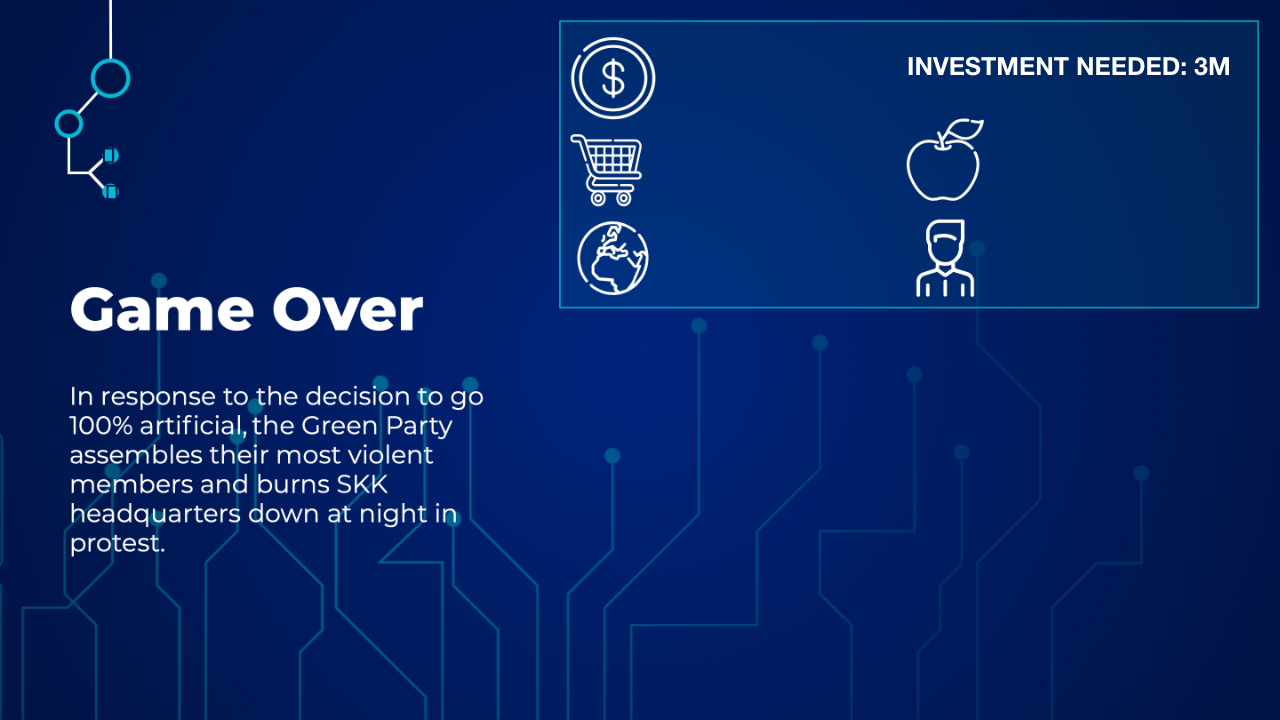 INVESTMENT NEEDED: 3M
Game Over
In response to the decision to go
100% artificial, the Green Party
assembles their most violent
members and burns SKK
headquarters down at night in
protest.